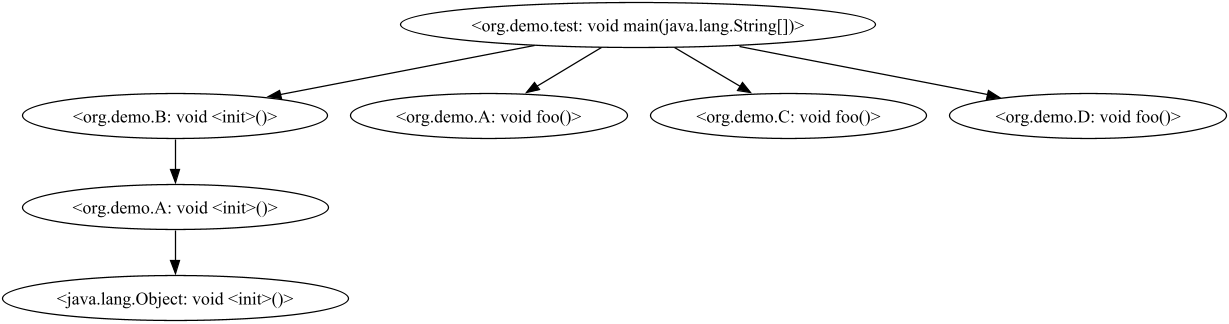 <org.demo.test: void main(java.lang.String[])>
<org.demo.B: void <init>()>
<org.demo.A: void foo()>
<org.demo.C: void foo()>
<org.demo.D: void foo()>
<org.demo.A: void <init>()>
<java.lang.Object: void <init>()>